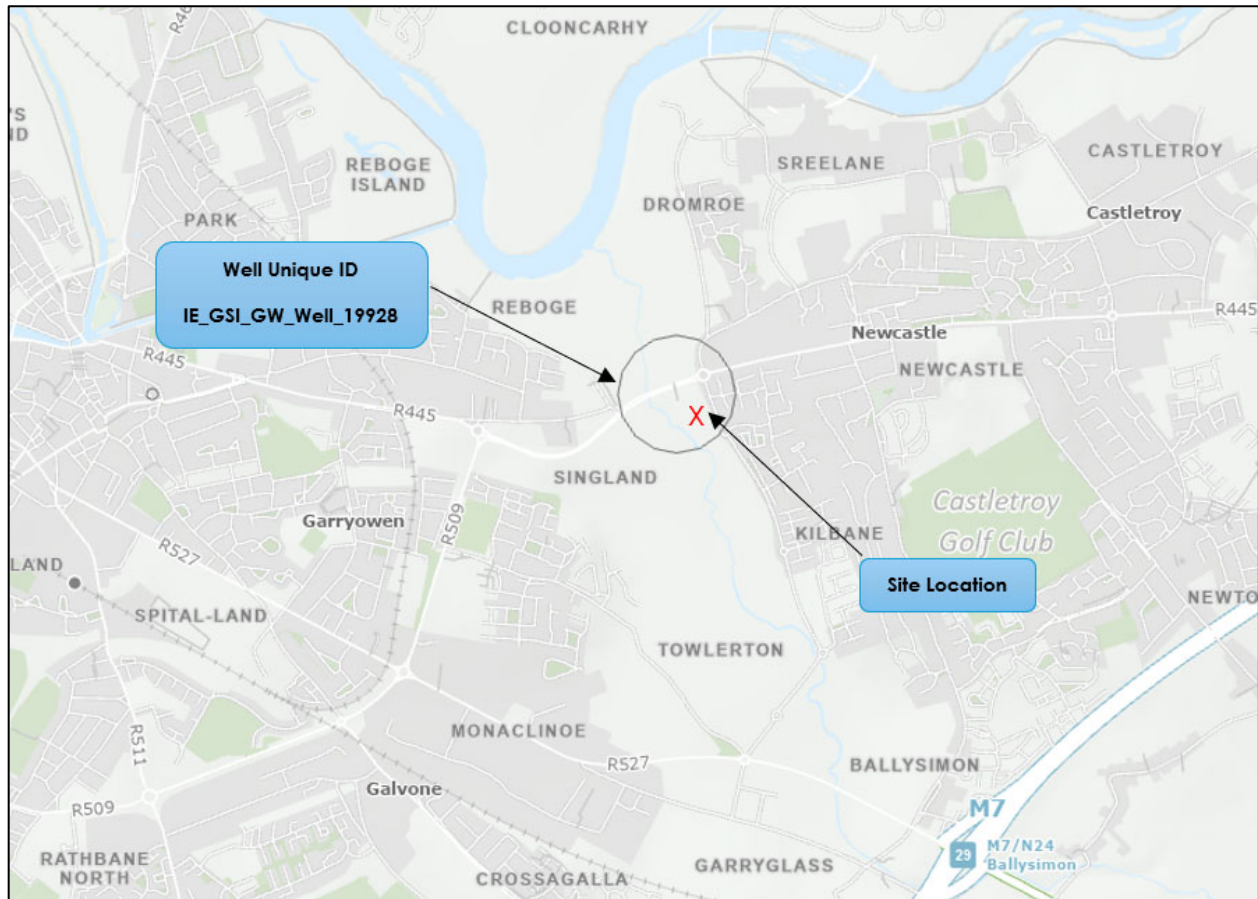 CLOONCARHY
REBOGE
ISLAND
SREELANE
CASTLETROY
PARK
DROMROE
Castletroy
Well Unique ID
IE_GSI_GW_Well_19928
REBOGE
R445
Newcastle
R445
NEWCASTLE
R445
X
SINGLAND
Garryowen
R509
Castletroy
Golf Club
KILBANE
R527
LAND
Site Location
SPITAL-LAND
NEWTO
TOWLERTON
MONACLINOE
R511
R527
BALLYSIMON
Galvone
M7
R509
29
M7/N24
Ballysimon
RATHBANE
NORTH
GARRYGLASS
CROSSAGALLA